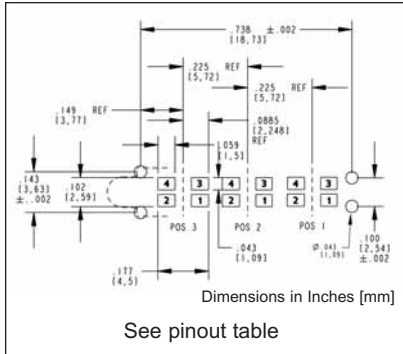 .738 ±.002
[18,73]
.225 REF
[5,72]
.225 REF
[5,72]
.149 REF
[3,77]
.0885
[2,248]
REF
.059
[1,5]
.143
[3,63]
±.002
.102
[2,59]
4 3 4 3 4 3
2 1 2 1 2 1
POS 3 POS 2 POS 1
.043
[1,09]
Ø .043
[1,09]
.100
[2,54]
±.002
.177
[4,5]
Dimensions in Inches [mm]
See pinout table